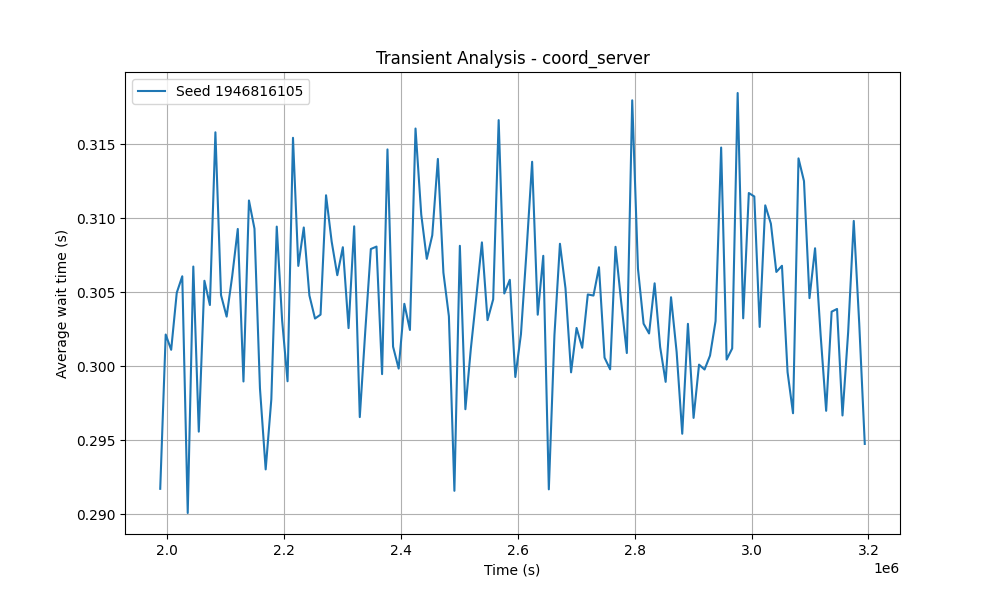 Transient Analysis - coord_server
Seed 1946816105
Average wait time (s)
0.315
0.310
0.305
0.300
0.295
0.290
2.0 2.2 2.4 2.6 2.8 3.0 3.2
1e6
Time (s)